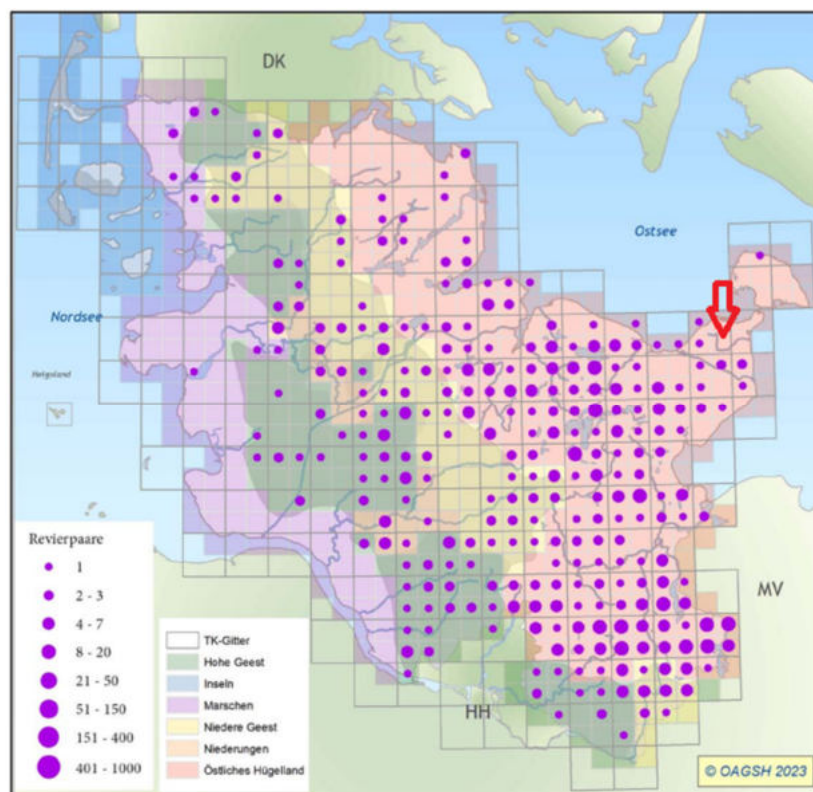 DK
Ostsee
Nordsee
Helgoland
MV
HH
Revierpaare
1
2 - 3
4 - 7
8 - 20
21 - 50
51 - 150
151 - 400
401 - 1000
TK-Gitter
Hohe Geest
Inseln
Marschen
Niedere Geest
Niederungen
Östliches Hügelland
© OAGSH 2023